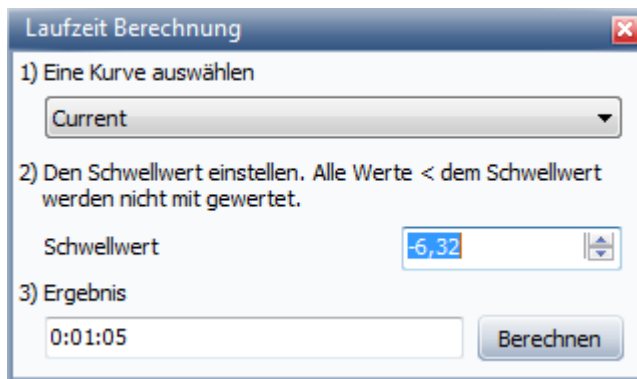 Laufzeit Berechnung
1) Eine Kurve auswählen
Current
2) Den Schwellwert einstellen. Alle Werte < dem Schwellwert
werden nicht mit gewertet.
Schwellwert -6,32
3) Ergebnis
0:01:05 Berechnen